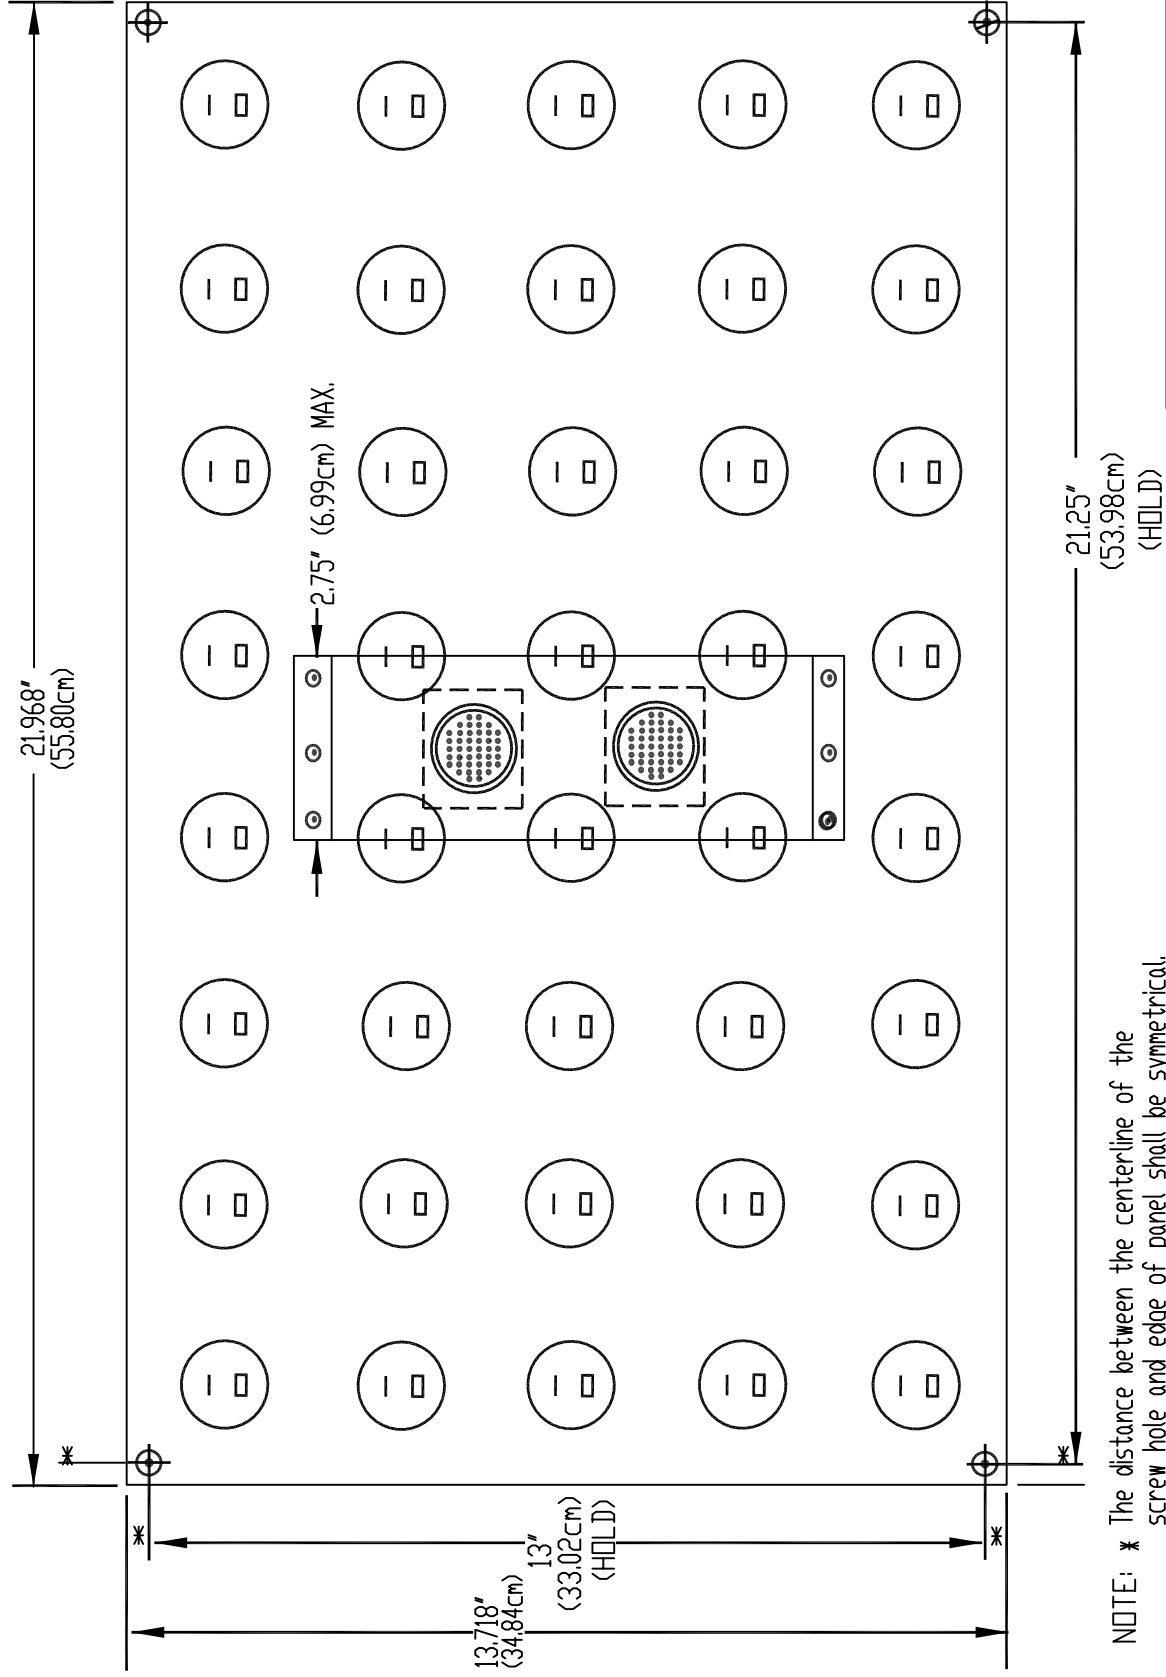 21.968"
(55.80cm)
2.75" (6.99cm) MAX.
21.25"
(53.98cm)
(HOLD)
13"
(33.02cm)
(HOLD)
13.718"
(34.84cm)
*
*
*
*
NOTE: * The distance between the centerline of the
screw hole and edge of panel shall be symmetrical.